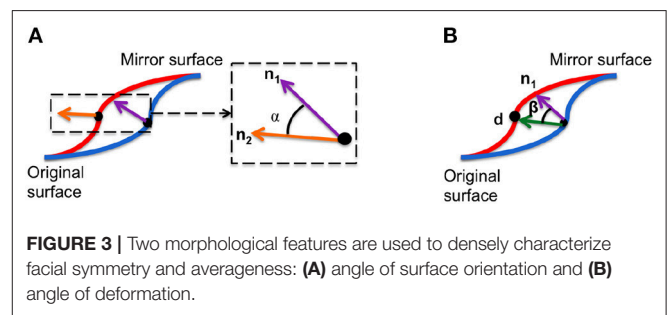 A
B
Mirror surface
Mirror surface
n1
n1
α
β
d
n2
Original
surface
Original
surface
FIGURE 3 | Two morphological features are used to densely characterize
facial symmetry and averageness: (A) angle of surface orientation and (B)
angle of deformation.